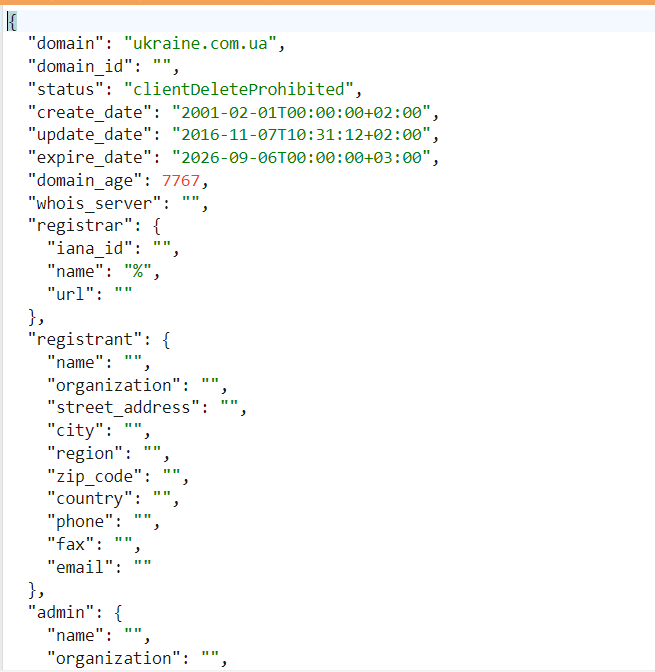 {
"domain": "ukraine.com.ua",
"domain_id": "",
"status": "clientDeleteProhibited",
"create_date": "2001-02-01T00:00:00+02:00",
"update_date": "2016-11-07T10:31:12+02:00",
"expire_date": "2026-09-06T00:00:00+03:00",
"domain_age": 7767,
"whois_server": "",
"registrar": {
"iana_id": "",
"name": "%",
"url": ""
},
"registrant": {
"name": "",
"organization": "",
"street_address": "",
"city": "",
"region": "",
"zip_code": "",
"country": "",
"phone": "",
"fax": "",
"email": ""
},
"admin": {
"name": "",
"organization": "",